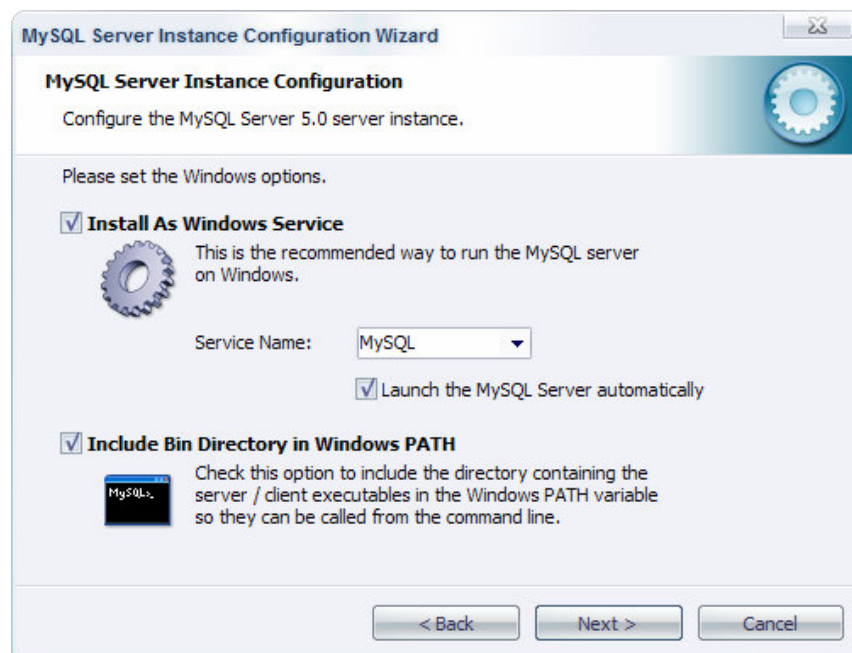 MySQL Server Instance Configuration Wizard
MySQL Server Instance Configuration
Configure the MySQL Server 5.0 server instance.
Please set the Windows options.
Install As Windows Service
This is the recommended way to run the MySQL server
on Windows.
Service Name: MySQL
Launch the MySQL Server automatically
Include Bin Directory in Windows PATH
MySQL>_
Check this option to include the directory containing the
server / client executables in the Windows PATH variable
so they can be called from the command line.
< Back Next > Cancel